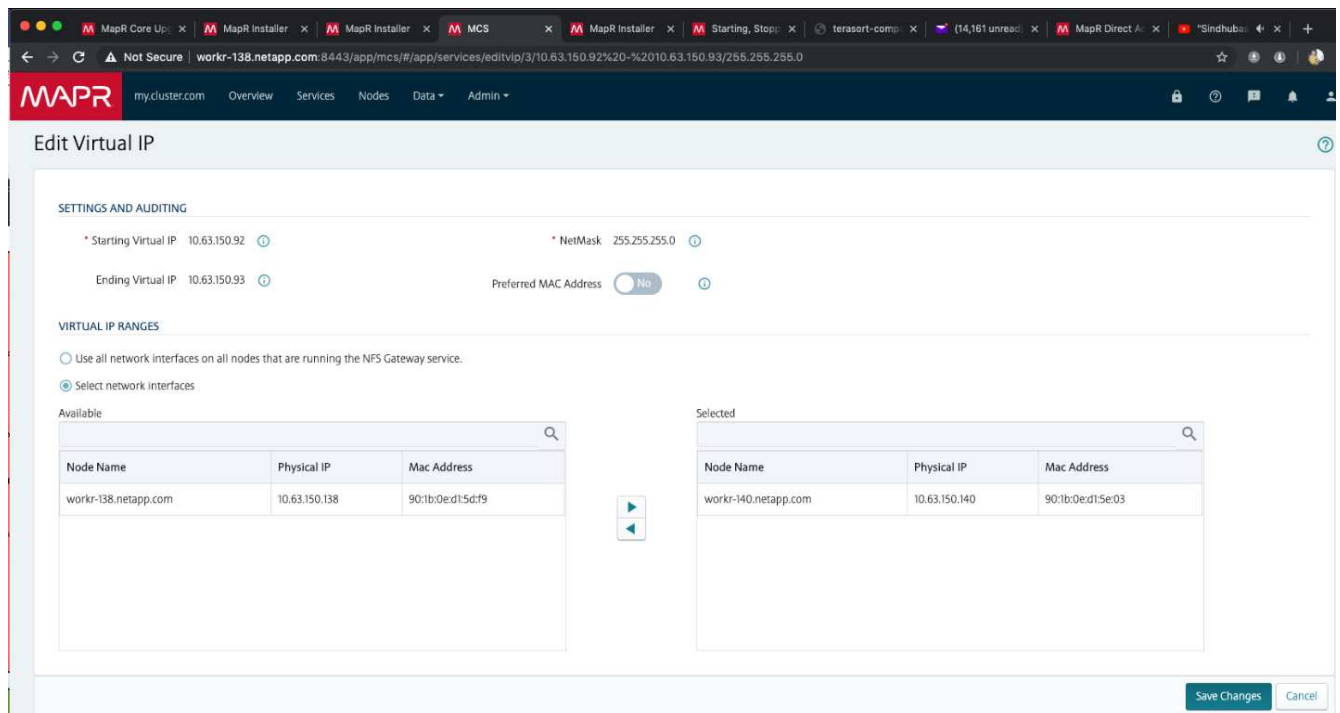 MapR Core Up
MapR Installer
MapR Installer
MCS
MapR Installer
Starting, Stopp
terasort-comp
(14,161 unread
MapR Direct Ac
"Sindhuba
Not Secure | workr-138.netapp.com:8443/app/mcs/#/app/services/editvip/3/10.63.150.92%20-%2010.63.150.93/255.255.255.0
MAPR my.cluster.com Overview Services Nodes Data Admin
Edit Virtual IP
SETTINGS AND AUDITING
* Starting Virtual IP 10.63.150.92 * NetMask 255.255.255.0
Ending Virtual IP 10.63.150.93 Preferred MAC Address No
VIRTUAL IP RANGES
Use all network interfaces on all nodes that are running the NFS Gateway service.
Select network interfaces
Available Selected
Node Name Physical IP Mac Address Node Name Physical IP Mac Address
workr-138.netapp.com 10.63.150.138 90:1b:0e:d1:5d:f9 workr-140.netapp.com 10.63.150.140 90:1b:0e:d1:5e:03
Save Changes Cancel